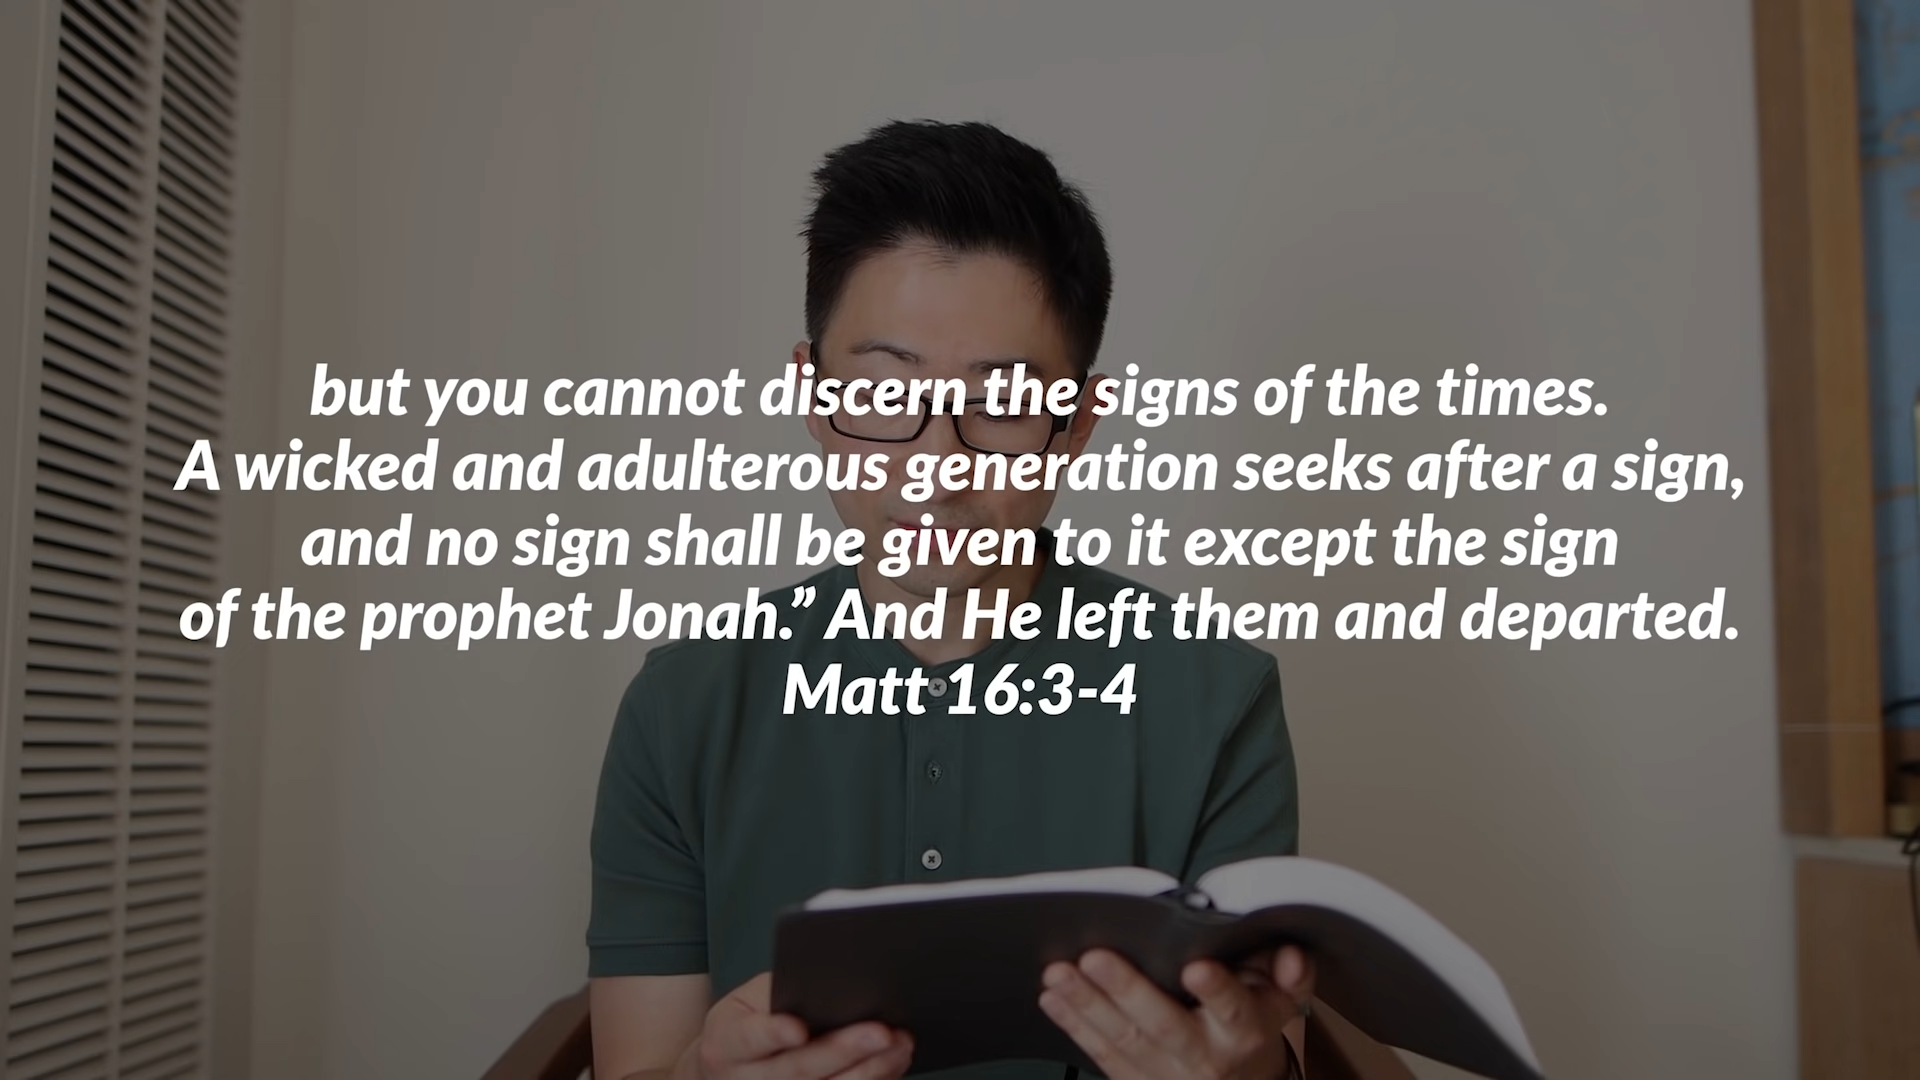 but you cannot discern the signs of the times.
A wicked and adulterous generation seeks after a sign,
and no sign shall be given to it except the sign
of the prophet Jonah.” And He left them and departed.
Matt 16:3-4